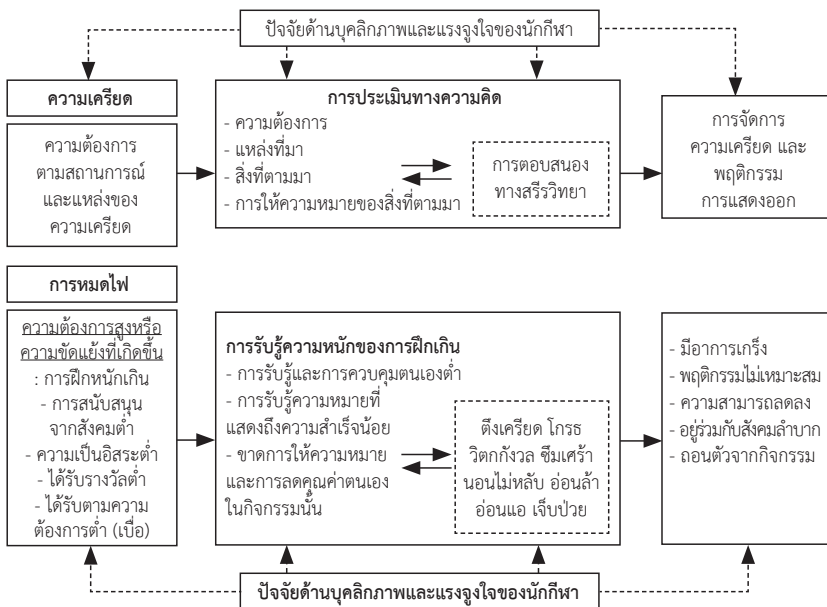 ปัจจัยด้านบุคลิกภาพและแรงจูงใจของนักกีฬา
ความเครียด
ความต้องการ
ตามสถานการณ์
และแหล่งของ
ความเครียด
การประเมินทางความคิด
- ความต้องการ
- แหล่งที่มา
- สิ่งที่ตามมา
- การให้ความหมายของสิ่งที่ตามมา
การตอบสนอง
ทางสรีรวิทยา
การจัดการ
ความเครียด และ
พฤติกรรม
การแสดงออก
การหมดไฟ
ความต้องการสูงหรือ
ความขัดแย้งที่เกิดขึ้น
: การฝึกหนักเกิน
- การสนับสนุน
จากสังคมต่ำ
- ความเป็นอิสระต่ำ
- ได้รับรางวัลต่ำ
- ได้รับตามความ
ต้องการต่ำ (เบื่อ)
การรับรู้ความหนักของการฝึกเกิน
- การรับรู้และการควบคุมตนเองต่ำ
- การรับรู้ความหมายที่
แสดงถึงความสำเร็จน้อย
- ขาดการให้ความหมาย
และการลดคุณค่าตนเอง
ในกิจกรรมนั้น
ตึงเครียด โกรธ
วิตกกังวล ซึมเศร้า
นอนไม่หลับ อ่อนล้า
อ่อนแอ เจ็บป่วย
- มีอาการเกร็ง
- พฤติกรรมไม่เหมาะสม
- ความสามารถลดลง
- อยู่ร่วมกับสังคมลำบาก
- ถอนตัวจากกิจกรรม
ปัจจัยด้านบุคลิกภาพและแรงจูงใจของนักกีฬา